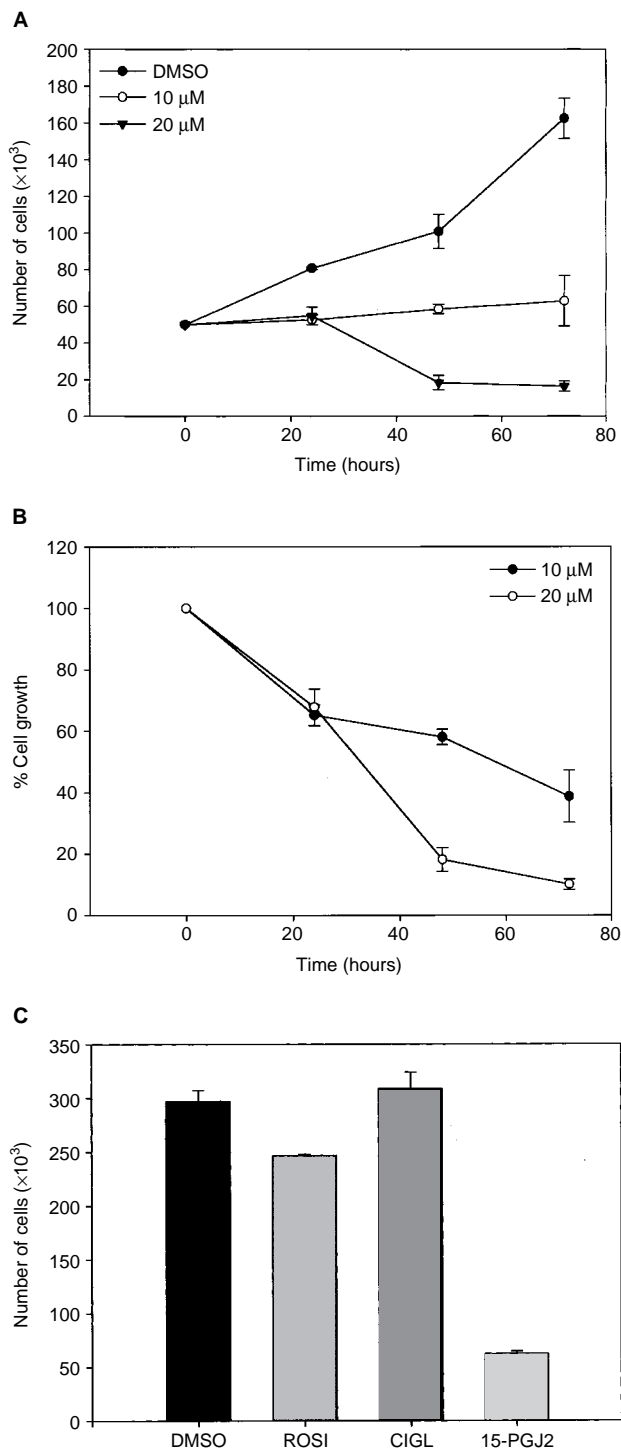 A
200
180
160
140
120
100
80
60
40
20
0
Number of cells (×10³)
DMSO
10 µM
20 µM
0 20 40 60 80
Time (hours)
B
120
100
80
60
40
20
0
% Cell growth
10 µM
20 µM
0 20 40 60 80
Time (hours)
C
350
300
250
200
150
100
50
0
Number of cells (×10³)
DMSO ROSI CIGL 15-PGJ2